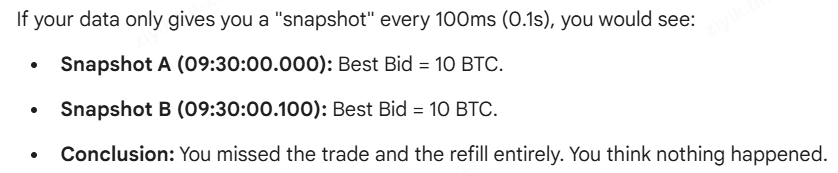 If your data only gives you a "snapshot" every 100ms (0.1s), you would see:
• Snapshot A (09:30:00.000): Best Bid = 10 BTC.
• Snapshot B (09:30:00.100): Best Bid = 10 BTC.
• Conclusion: You missed the trade and the refill entirely. You think nothing happened.